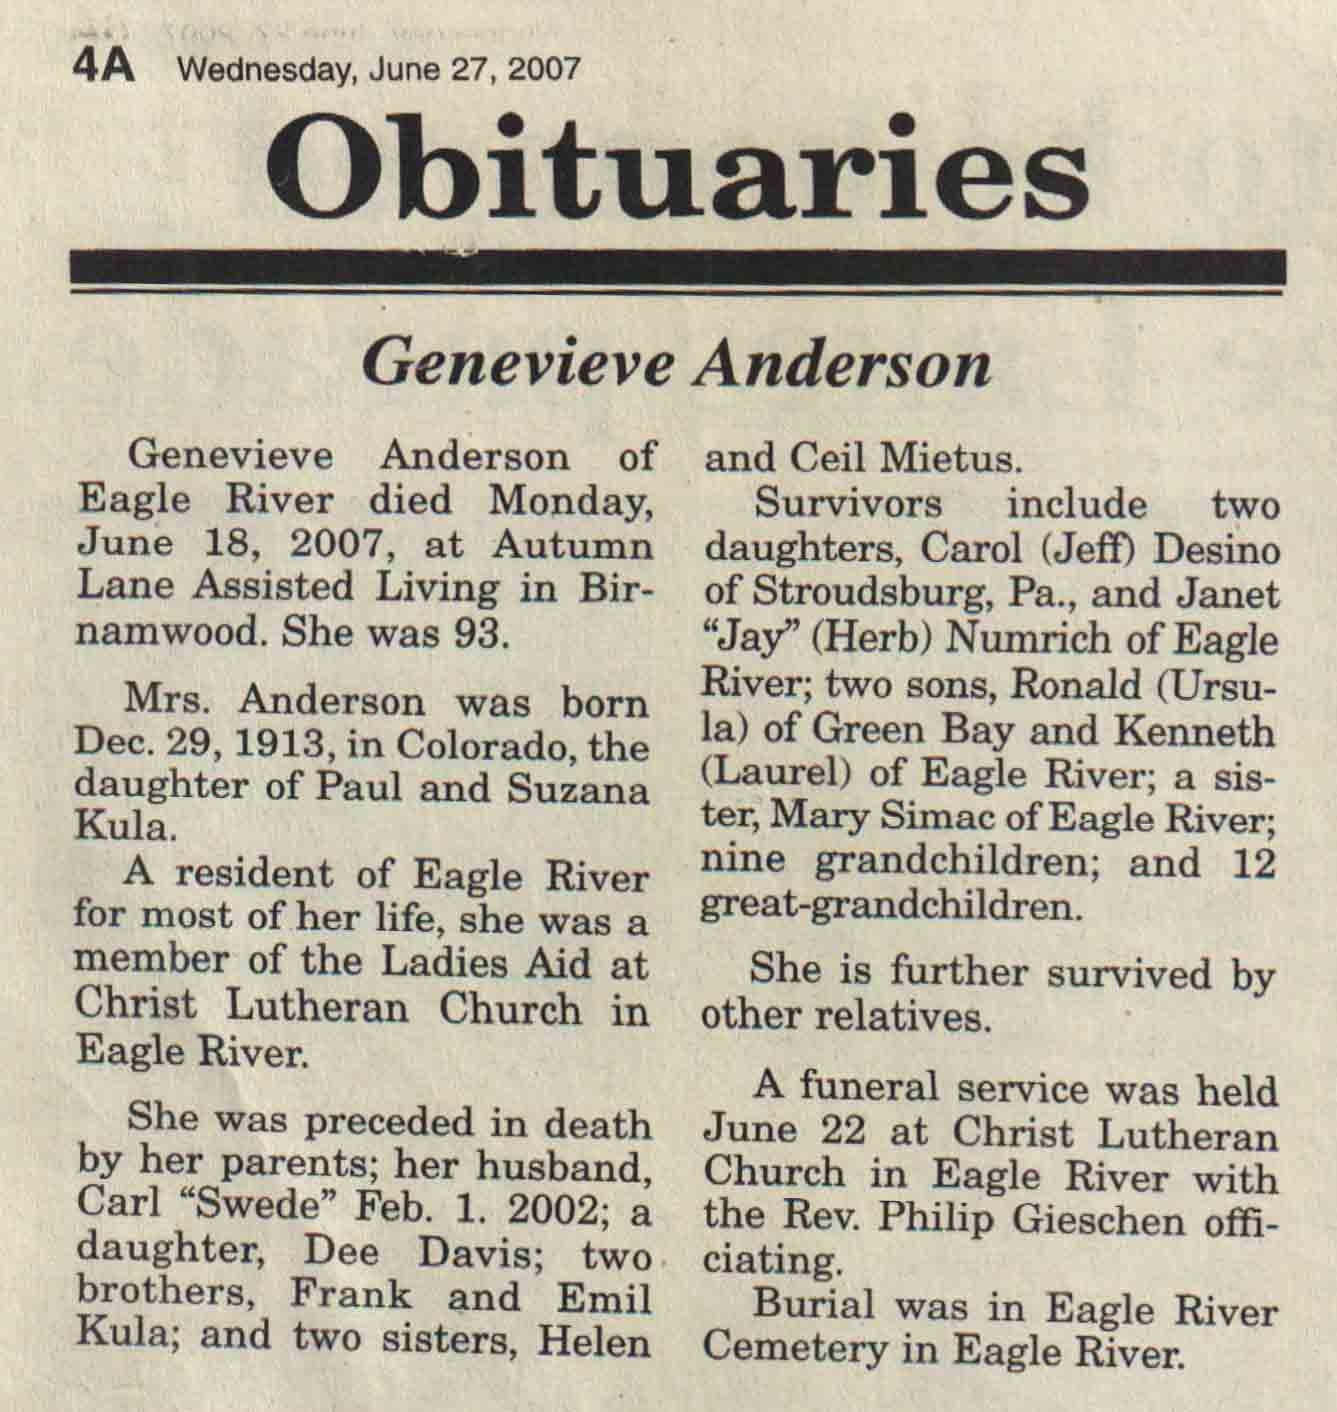 4A Wednesday, June 27, 2007
Obituaries
Genevieve Anderson
Genevieve Anderson of
Eagle River died Monday,
June 18, 2007, at Autumn
Lane Assisted Living in Bir-
namwood. She was 93.
Mrs. Anderson was born
Dec. 29, 1913, in Colorado, the
daughter of Paul and Suzana
Kula.
A resident of Eagle River
for most of her life, she was a
member of the Ladies Aid at
Christ Lutheran Church in
Eagle River.
She was preceded in death
by her parents; her husband,
Carl “Swede” Feb. 1. 2002; a
daughter, Dee Davis; two
brothers, Frank and Emil
Kula; and two sisters, Helen
and Ceil Mietus.
Survivors include two
daughters, Carol (Jeff) Desino
of Stroudsburg, Pa., and Janet
“Jay” (Herb) Numrich of Eagle
River; two sons, Ronald (Ursu-
la) of Green Bay and Kenneth
(Laurel) of Eagle River; a sis-
ter, Mary Simac of Eagle River;
nine grandchildren; and 12
great-grandchildren.
She is further survived by
other relatives.
A funeral service was held
June 22 at Christ Lutheran
Church in Eagle River with
the Rev. Philip Gieschen offi-
ciating.
Burial was in Eagle River
Cemetery in Eagle River.